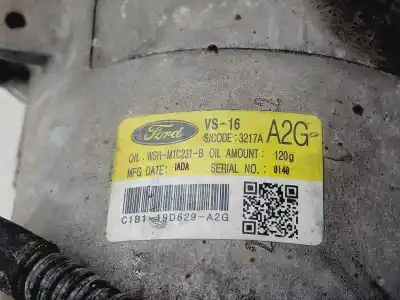 Ford VS-16
S/CODE: 3217A A2G
OIL: WSH-M1C231-B OIL AMOUNT: 120g
MFG DATE: IADA SERIAL NO.: 0140
C1B1-19D629-A2G